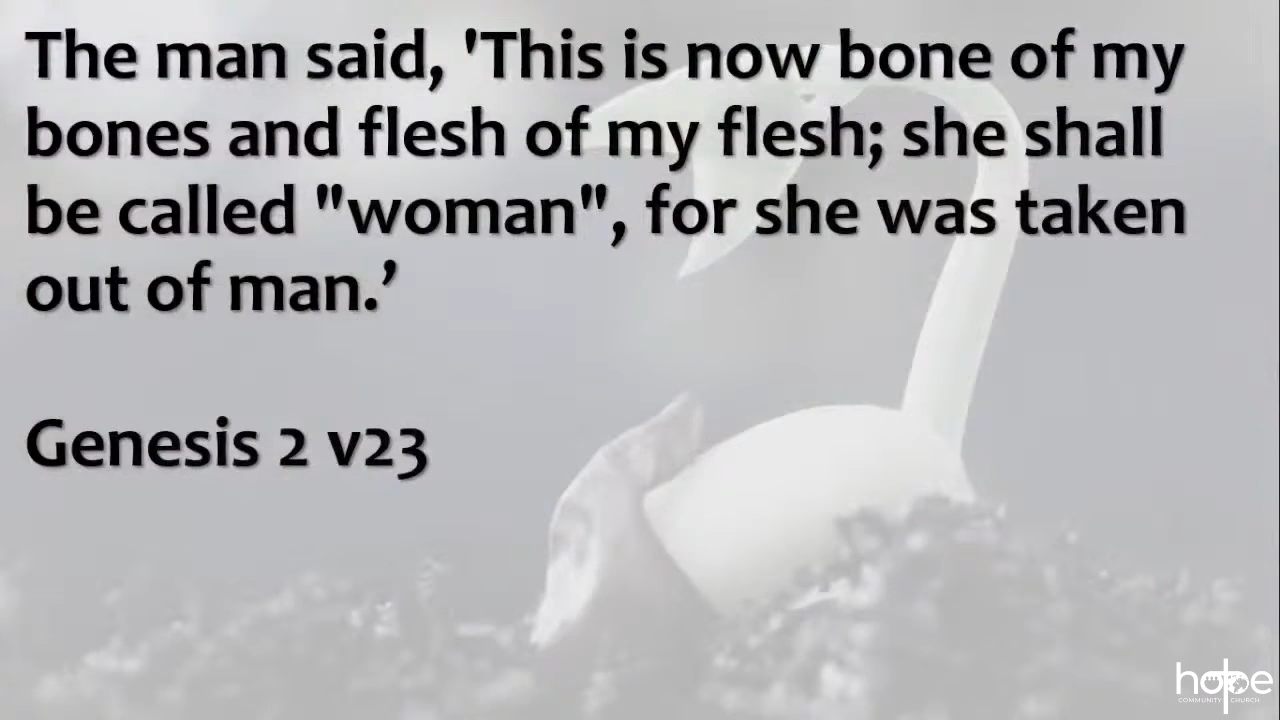 The man said, 'This is now bone of my
bones and flesh of my flesh; she shall
be called "woman", for she was taken
out of man.’
Genesis 2 v23
hope
COMMUNITY CHURCH